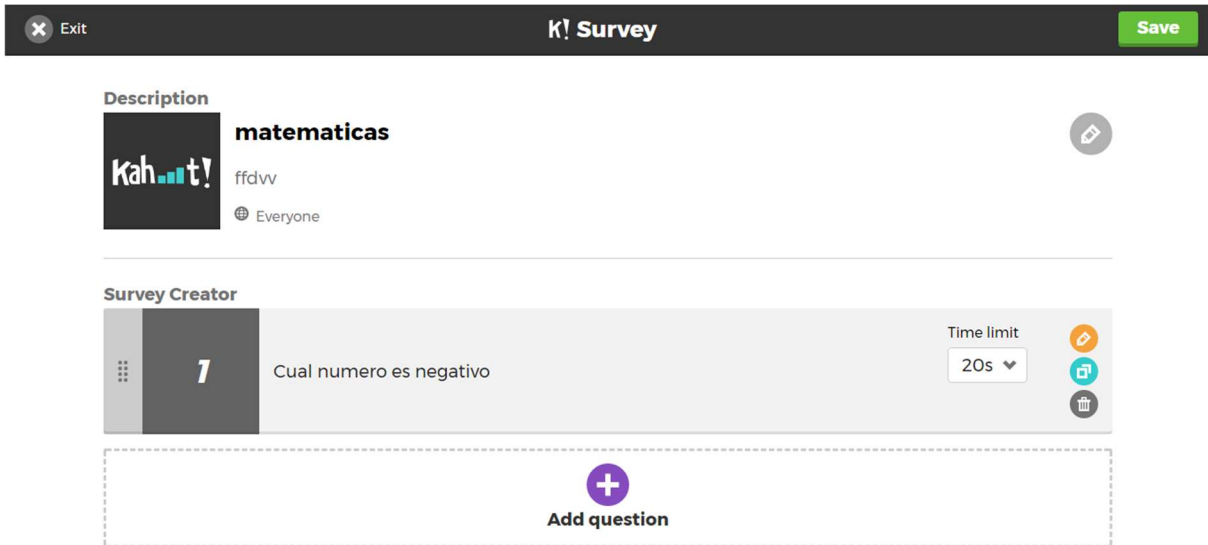 Exit
K! Survey
Save
Description
Kahoot!
matematicas
ffdvv
Everyone
Survey Creator
Time limit
1
Cual numero es negativo
20s
Add question